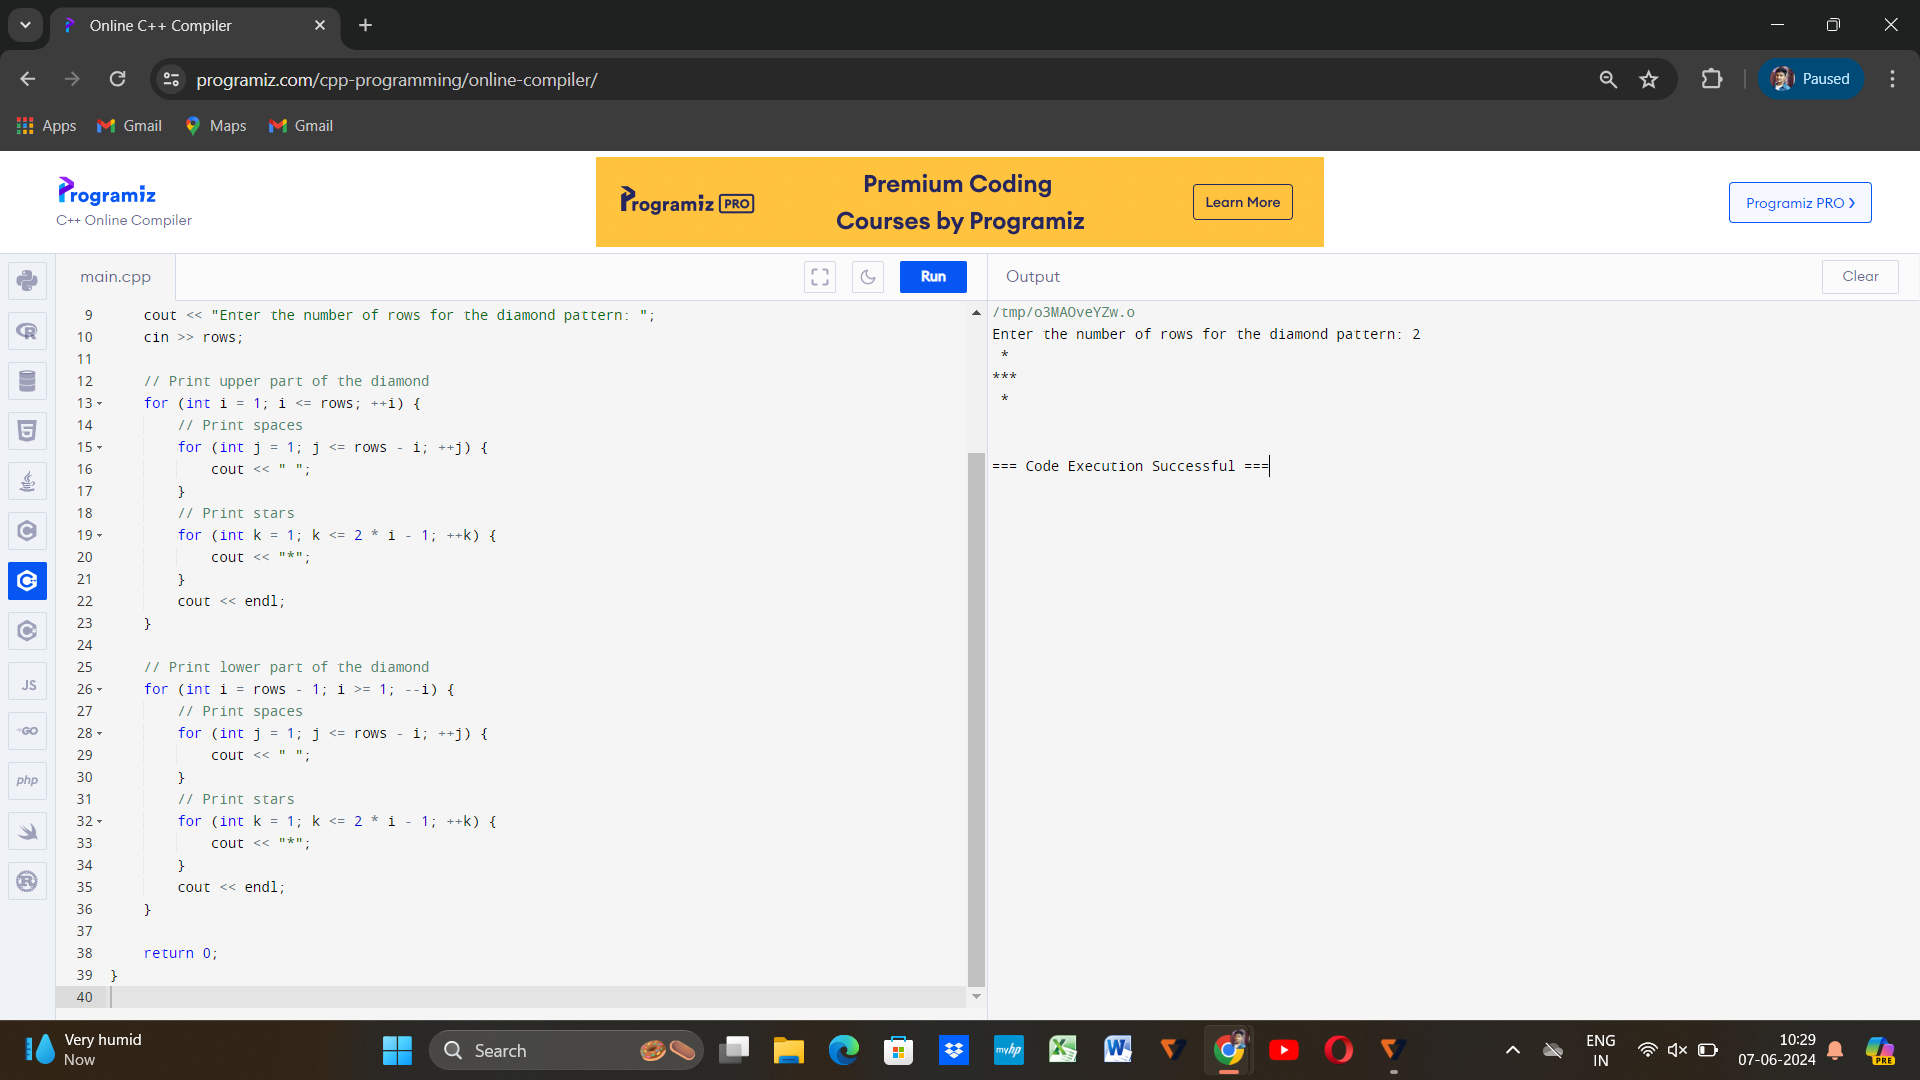 Online C++ Compiler
programiz.com/cpp-programming/online-compiler/
Paused
Apps
Gmail
Maps
Gmail
Programiz
C++ Online Compiler
Programiz PRO
Premium Coding
Courses by Programiz
Learn More
Programiz PRO
main.cpp
Run
Output
Clear
9 cout << "Enter the number of rows for the diamond pattern: ";
10 cin >> rows;
11
12 // Print upper part of the diamond
13 for (int i = 1; i <= rows; ++i) {
14 // Print spaces
15 for (int j = 1; j <= rows - i; ++j) {
16 cout << " ";
17 }
18 // Print stars
19 for (int k = 1; k <= 2 * i - 1; ++k) {
20 cout << "*";
21 }
22 cout << endl;
23 }
24
25 // Print lower part of the diamond
26 for (int i = rows - 1; i >= 1; --i) {
27 // Print spaces
28 for (int j = 1; j <= rows - i; ++j) {
29 cout << " ";
30 }
31 // Print stars
32 for (int k = 1; k <= 2 * i - 1; ++k) {
33 cout << "*";
34 }
35 cout << endl;
36 }
37
38 return 0;
39 }
40
/tmp/o3MAOveYZw.o
Enter the number of rows for the diamond pattern: 2
 *
***
 *
=== Code Execution Successful ===
JS
GO
php
Very humid
Now
Search
myhp
ENG
IN
10:29
07-06-2024
PRE